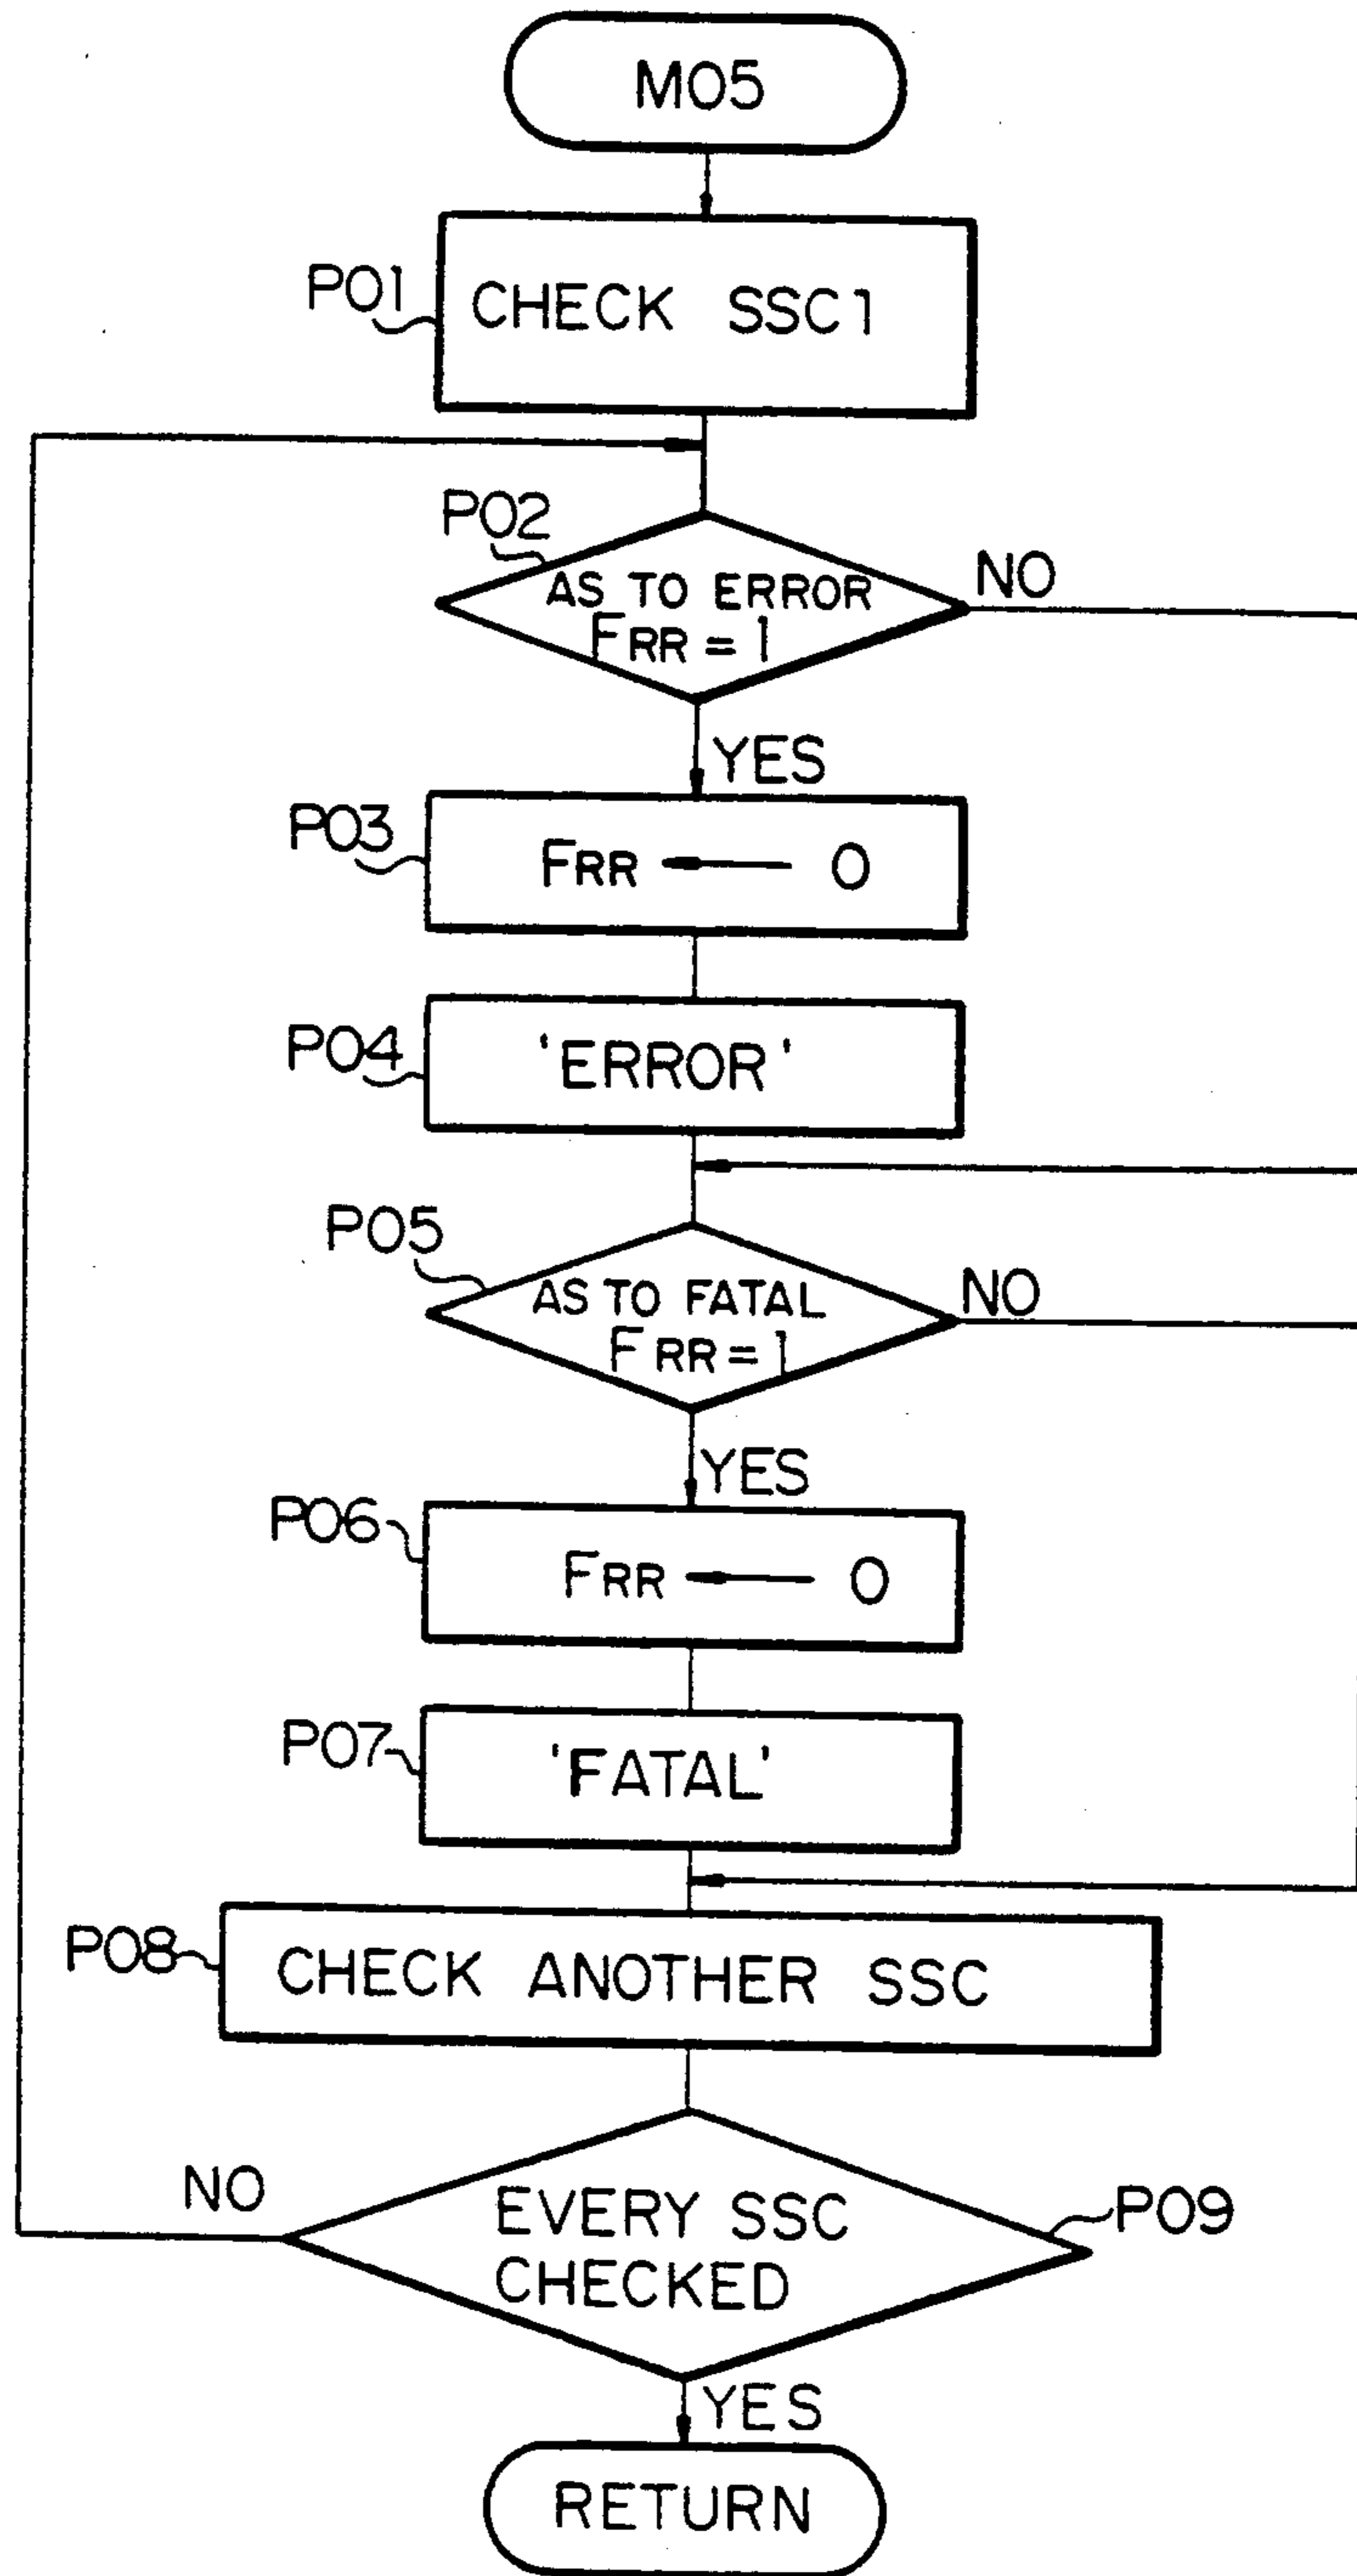 M05
P01
CHECK SSC1
P02
AS TO ERROR
FRR = 1
NO
YES
P03
FRR ← 0
P04
'ERROR'
P05
AS TO FATAL
FRR = 1
NO
YES
P06
FRR ← 0
P07
'FATAL'
P08
CHECK ANOTHER SSC
NO
EVERY SSC
CHECKED
P09
YES
RETURN